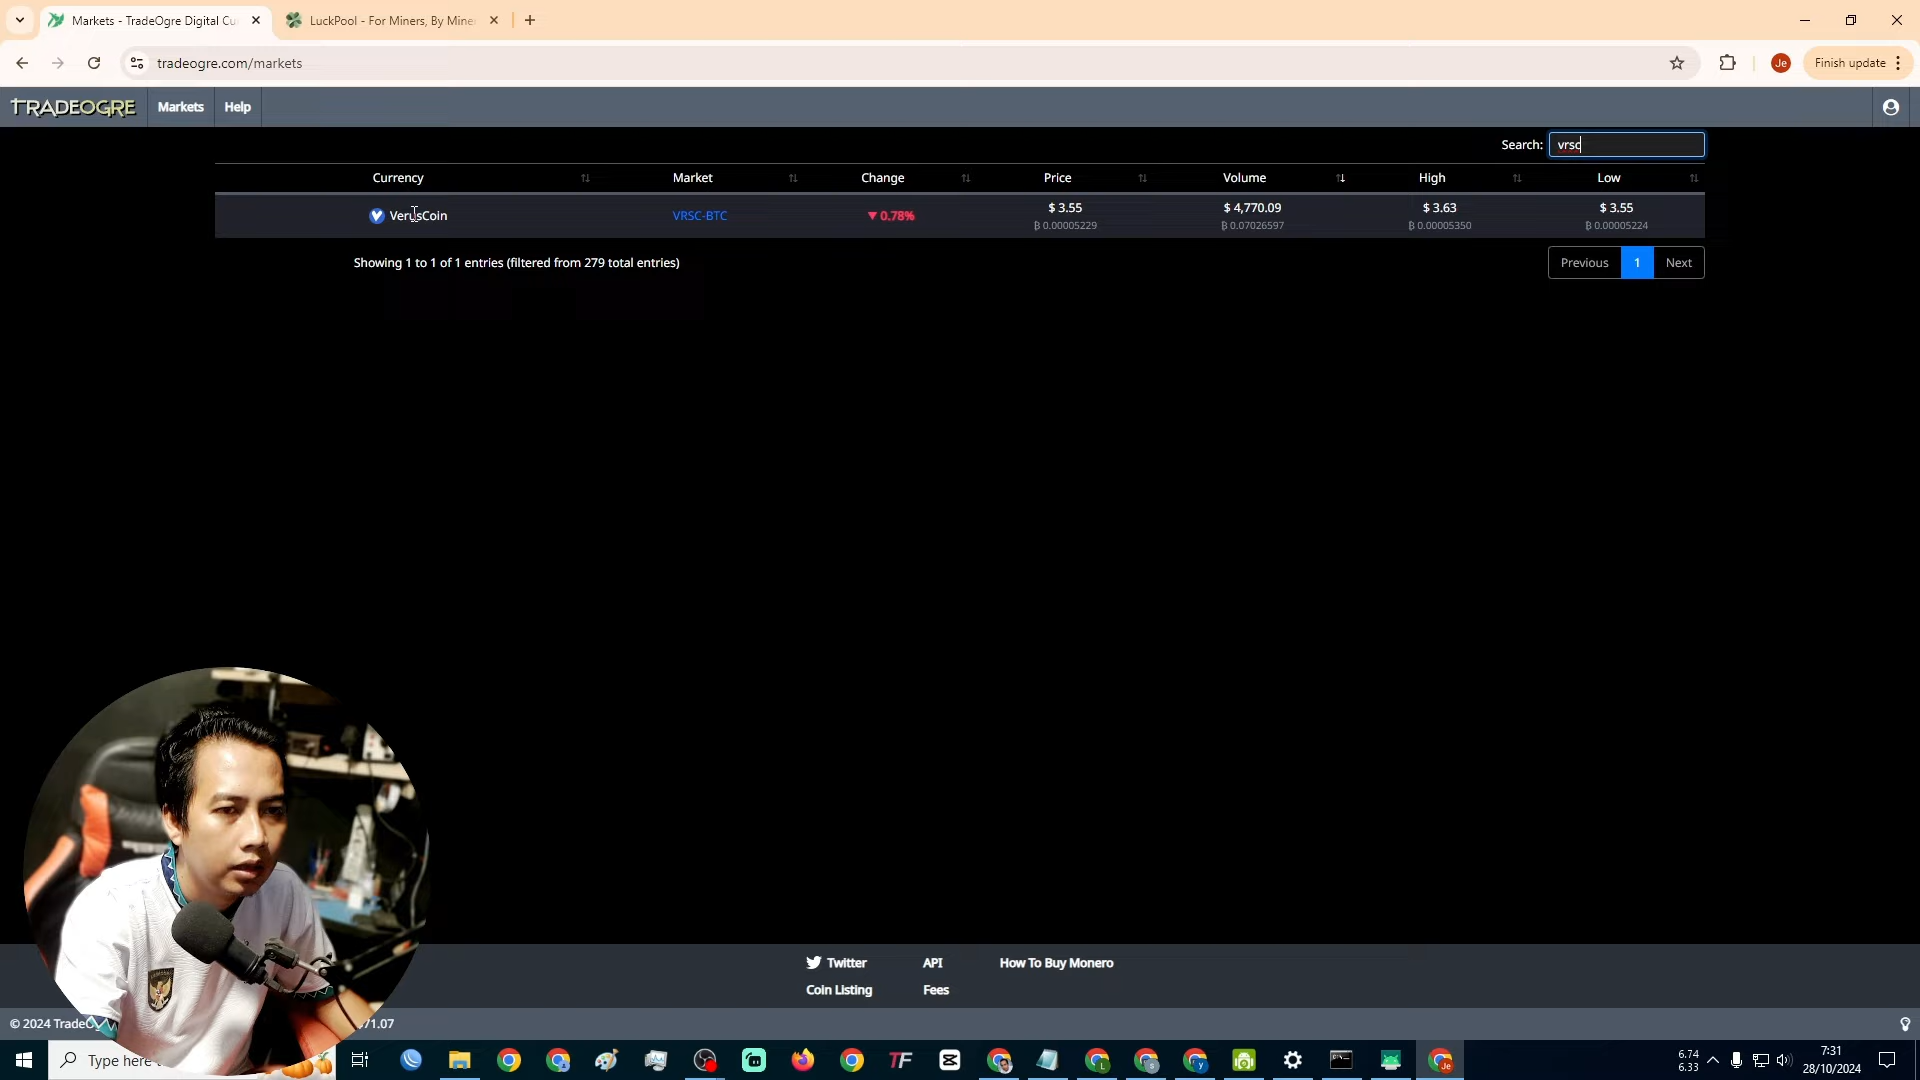 Markets - TradeOgre Digital Cu
LuckPool - For Miners, By Mine
tradeogre.com/markets
Je
Finish update
TRADEOGRE
Markets
Help
Search: vrsc
Currency Market Change Price Volume High Low
VerusCoin VRSC-BTC ▼ 0.78% $ 3.55 $ 4,770.09 $ 3.63 $ 3.55
₿ 0.00005229 ₿ 0.07026597 ₿ 0.00005350 ₿ 0.00005224
Showing 1 to 1 of 1 entries (filtered from 279 total entries)
Previous 1 Next
Twitter API How To Buy Monero
Coin Listing Fees
© 2024 TradeO 71.07
Type here
TF
6.74
6.33
7:31
28/10/2024